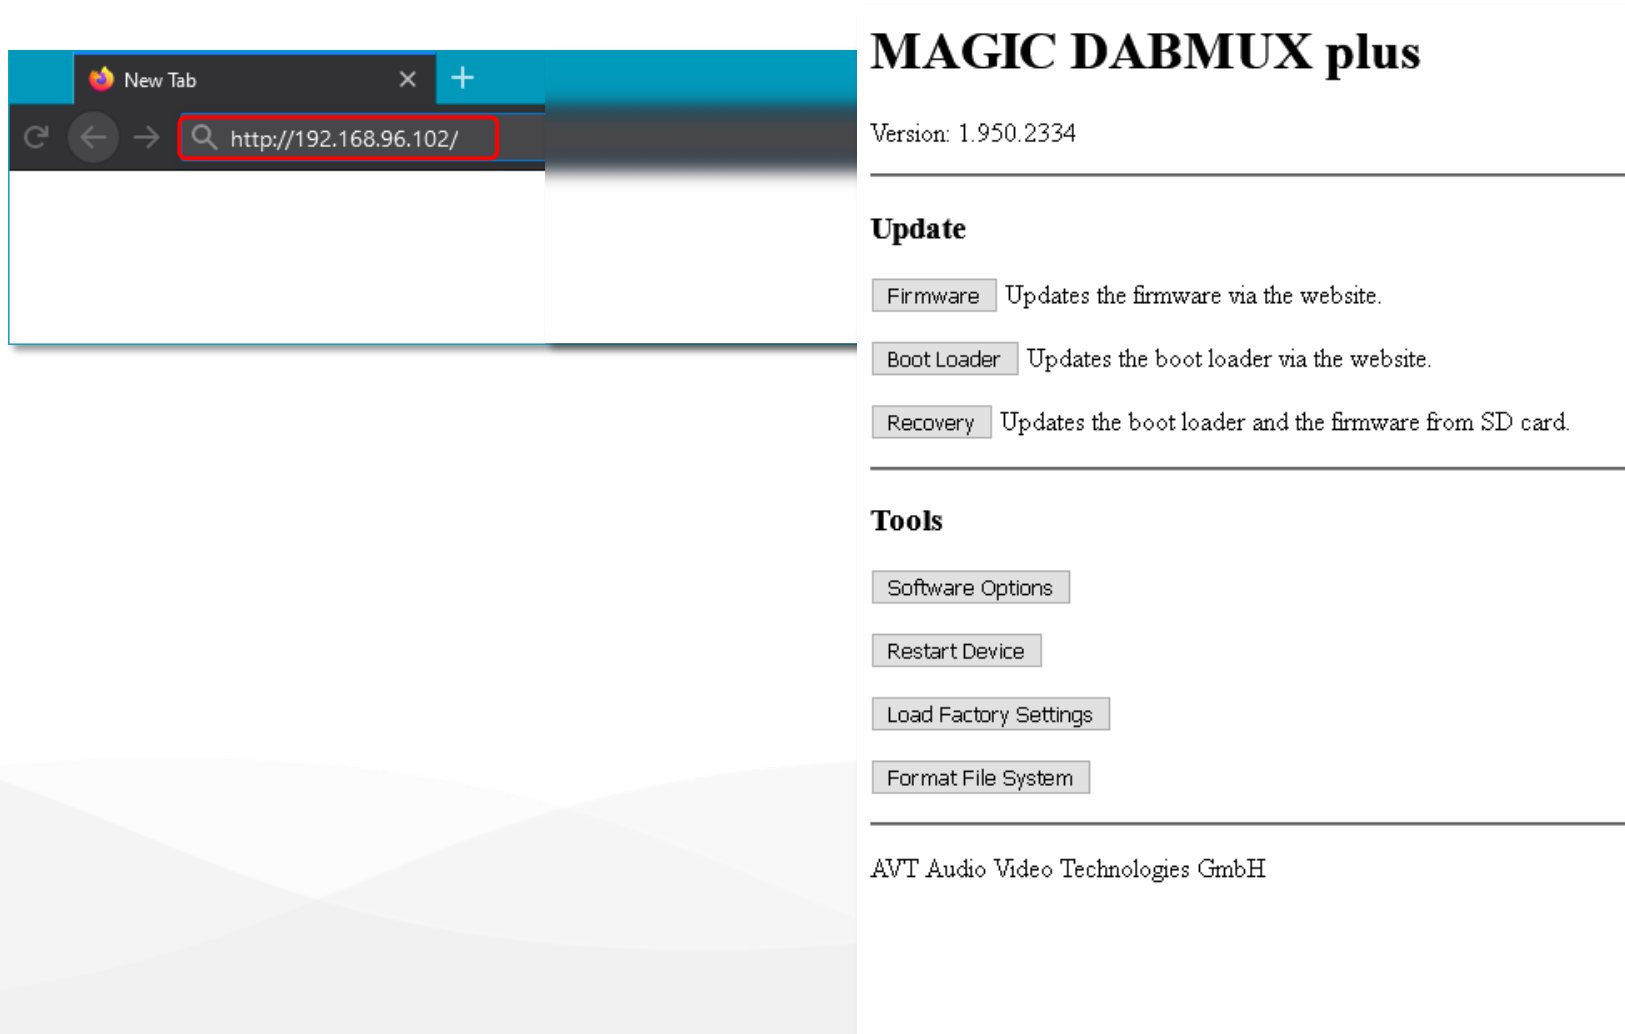 New Tab
http://192.168.96.102/
MAGIC DABMUX plus
Version: 1.950.2334
Update
Firmware Updates the firmware via the website.
Boot Loader Updates the boot loader via the website.
Recovery Updates the boot loader and the firmware from SD card.
Tools
Software Options
Restart Device
Load Factory Settings
Format File System
AVT Audio Video Technologies GmbH